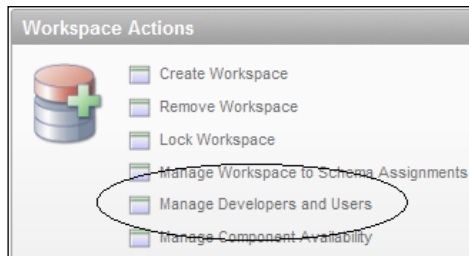 Workspace Actions
Create Workspace
Remove Workspace
Lock Workspace
Manage Workspace to Schema Assignments
Manage Developers and Users
Manage Component Availability